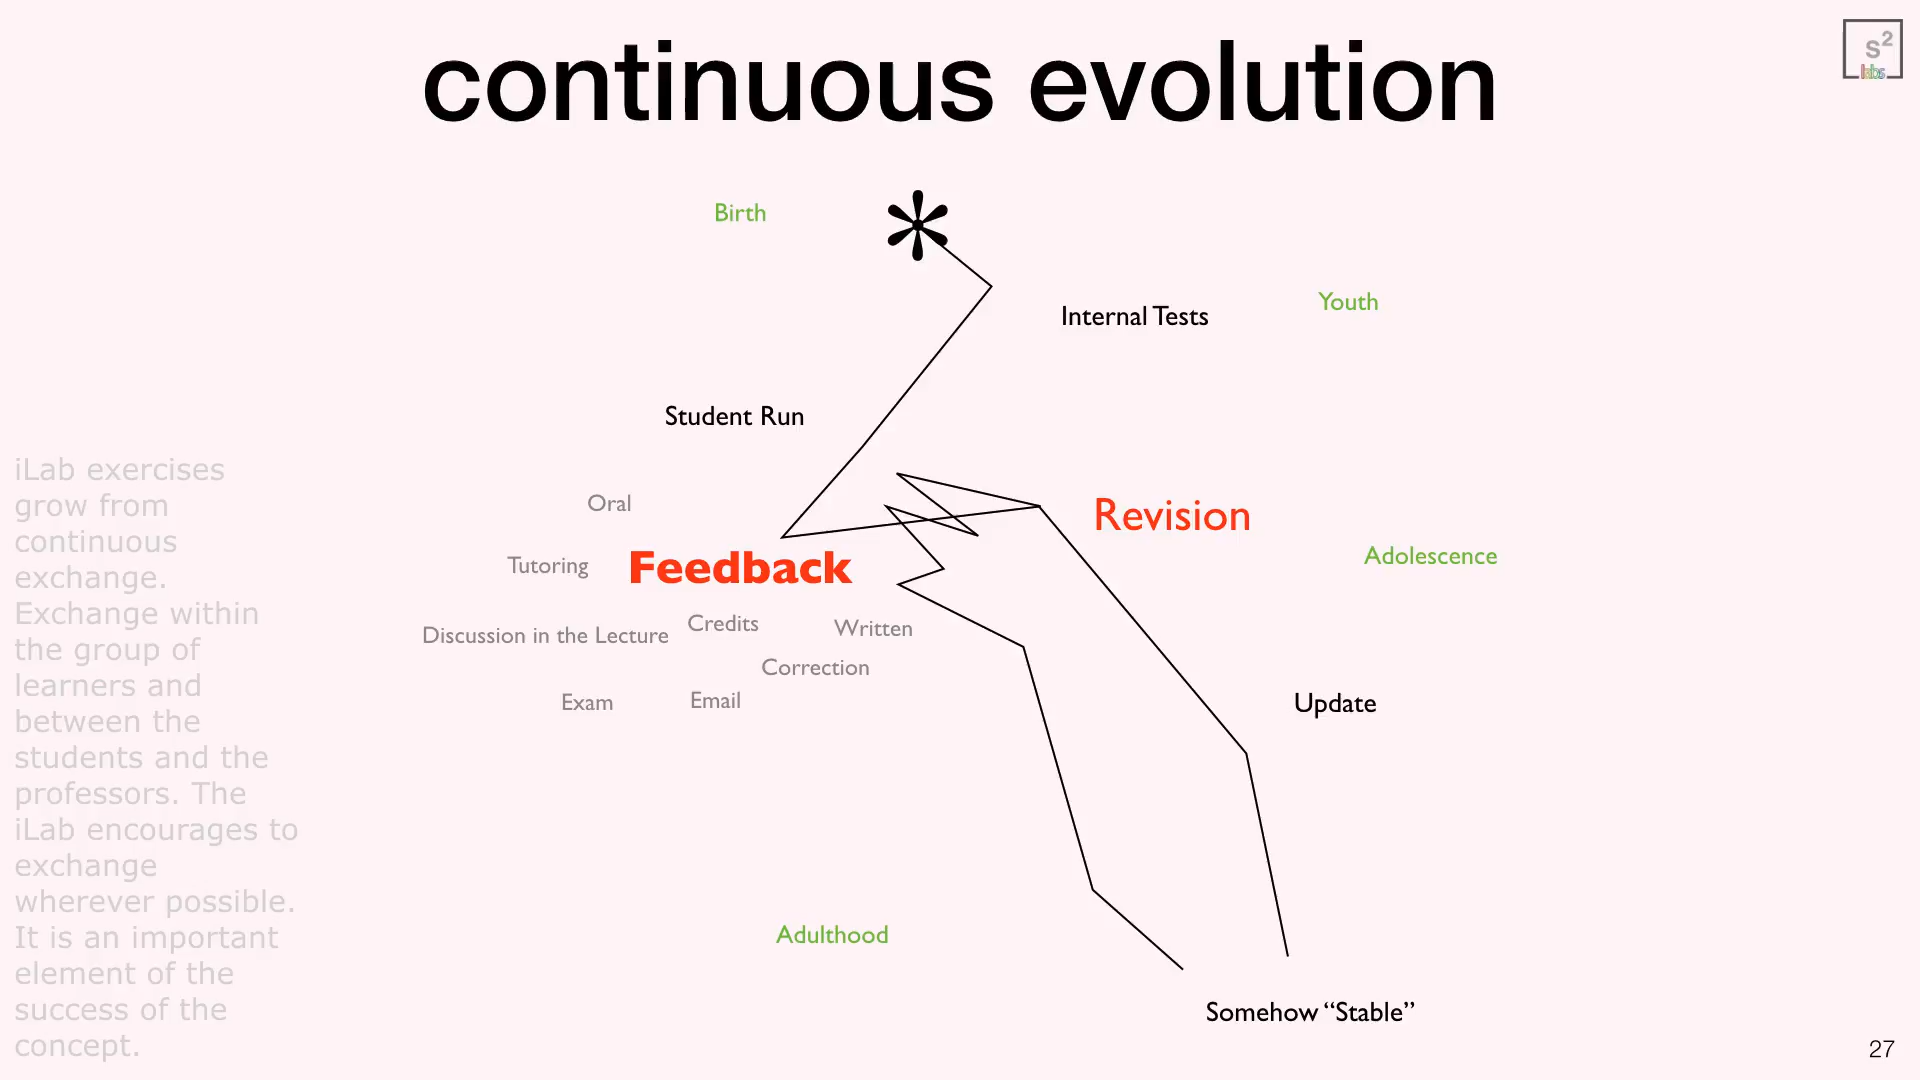 continuous evolution
s2
labs
Birth
Youth
Internal Tests
Student Run
Oral
Revision
Tutoring
Feedback
Adolescence
Discussion in the Lecture
Credits
Written
Correction
Exam
Email
Update
Adulthood
Somehow “Stable”
iLab exercises
grow from
continuous
exchange.
Exchange within
the group of
learners and
between the
students and the
professors. The
iLab encourages to
exchange
wherever possible.
It is an important
element of the
success of the
concept.
27